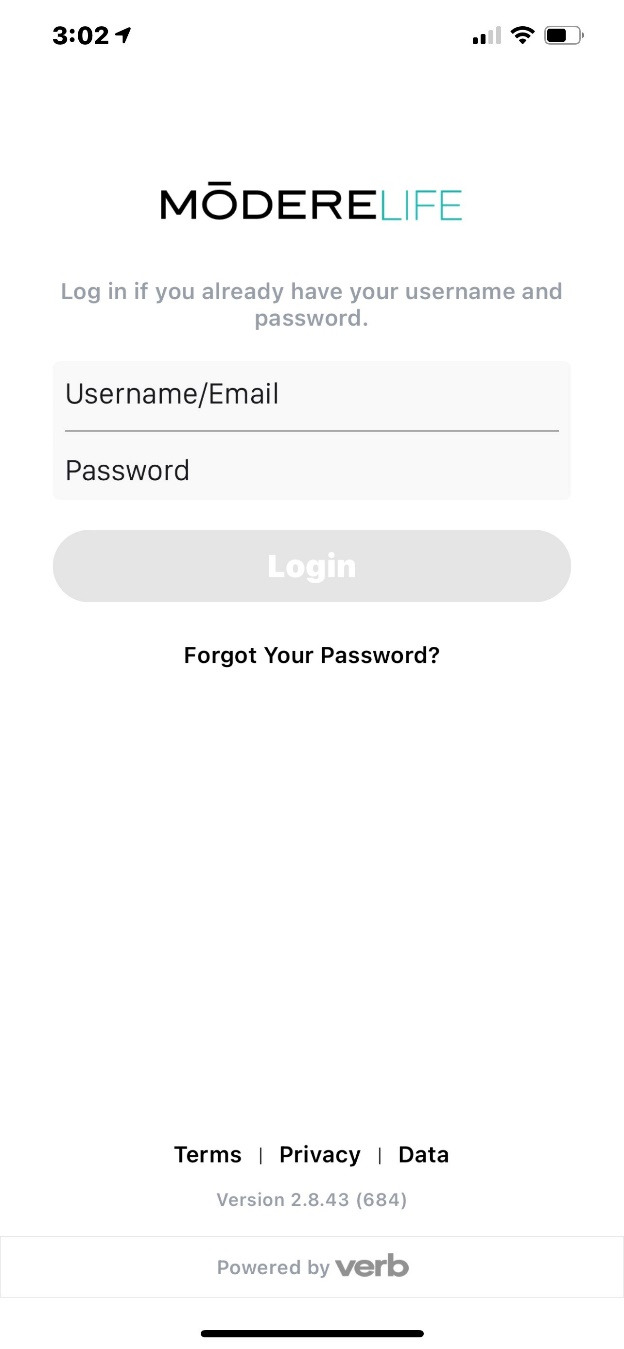 3:02
MŌDERELIFE
Log in if you already have your username and
password.
Username/Email
Password
Login
Forgot Your Password?
Terms | Privacy | Data
Version 2.8.43 (684)
Powered by verb